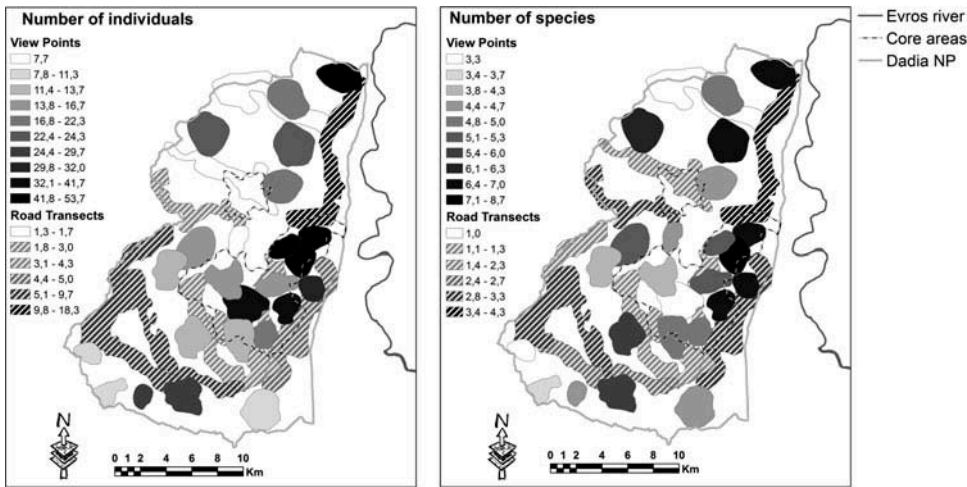 Number of individuals
View Points
7,7
7,8 - 11,3
11,4 - 13,7
13,8 - 16,7
16,8 - 22,3
22,4 - 24,3
24,4 - 29,7
29,8 - 32,0
32,1 - 41,7
41,8 - 53,7
Road Transects
1,3 - 1,7
1,8 - 3,0
3,1 - 4,3
4,4 - 5,0
5,1 - 9,7
9,8 - 18,3
N
0 1 2 4 6 8 10
Km
Number of species
View Points
3,3
3,4 - 3,7
3,8 - 4,3
4,4 - 4,7
4,8 - 5,0
5,1 - 5,3
5,4 - 6,0
6,1 - 6,3
6,4 - 7,0
7,1 - 8,7
Road Transects
1,0
1,1 - 1,3
1,4 - 2,3
2,4 - 2,7
2,8 - 3,3
3,4 - 4,3
N
0 1 2 4 6 8 10
Km
Evros river
Core areas
Dadia NP